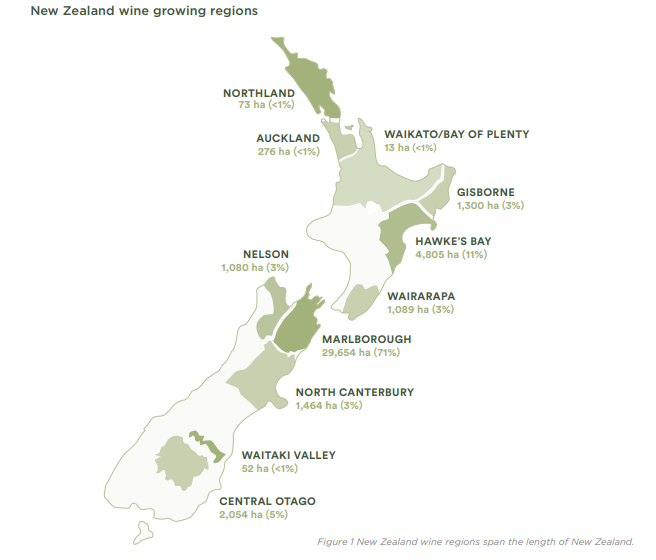 New Zealand wine growing regions
NORTHLAND
73 ha (<1%)
AUCKLAND
276 ha (<1%)
WAIKATO/BAY OF PLENTY
13 ha (<1%)
GISBORNE
1,300 ha (3%)
HAWKE'S BAY
4,805 ha (11%)
NELSON
1,080 ha (3%)
WAIRARAPA
1,089 ha (3%)
MARLBOROUGH
29,654 ha (71%)
NORTH CANTERBURY
1,464 ha (3%)
WAITAKI VALLEY
52 ha (<1%)
CENTRAL OTAGO
2,054 ha (5%)
Figure 1 New Zealand wine regions span the length of New Zealand.